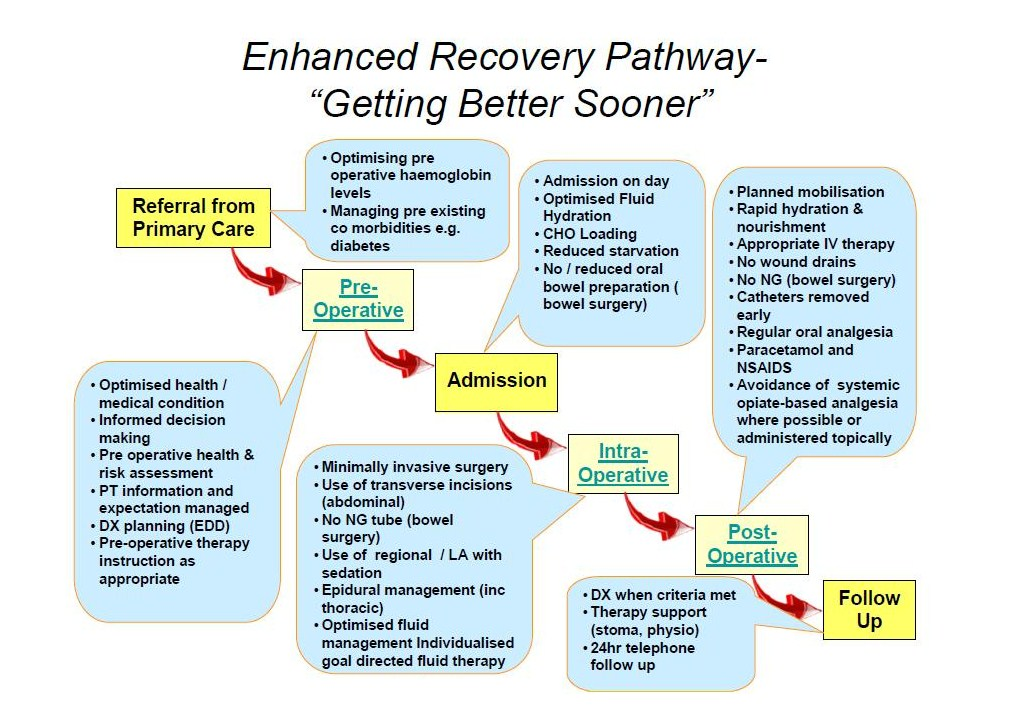 Enhanced Recovery Pathway-
“Getting Better Sooner”
Referral from
Primary Care
• Optimising pre
operative haemoglobin
levels
• Managing pre existing
co morbidities e.g.
diabetes
Pre-
Operative
• Optimised health /
medical condition
• Informed decision
making
• Pre operative health &
risk assessment
• PT information and
expectation managed
• DX planning (EDD)
• Pre-operative therapy
instruction as
appropriate
Admission
• Admission on day
• Optimised Fluid
Hydration
• CHO Loading
• Reduced starvation
• No / reduced oral
bowel preparation (
bowel surgery)
Intra-
Operative
• Minimally invasive surgery
• Use of transverse incisions
(abdominal)
• No NG tube (bowel
surgery)
• Use of regional / LA with
sedation
• Epidural management (inc
thoracic)
• Optimised fluid
management Individualised
goal directed fluid therapy
Post-
Operative
• Planned mobilisation
• Rapid hydration &
nourishment
• Appropriate IV therapy
• No wound drains
• No NG (bowel surgery)
• Catheters removed
early
• Regular oral analgesia
• Paracetamol and
NSAIDS
• Avoidance of systemic
opiate-based analgesia
where possible or
administered topically
Follow
Up
• DX when criteria met
• Therapy support
(stoma, physio)
• 24hr telephone
follow up